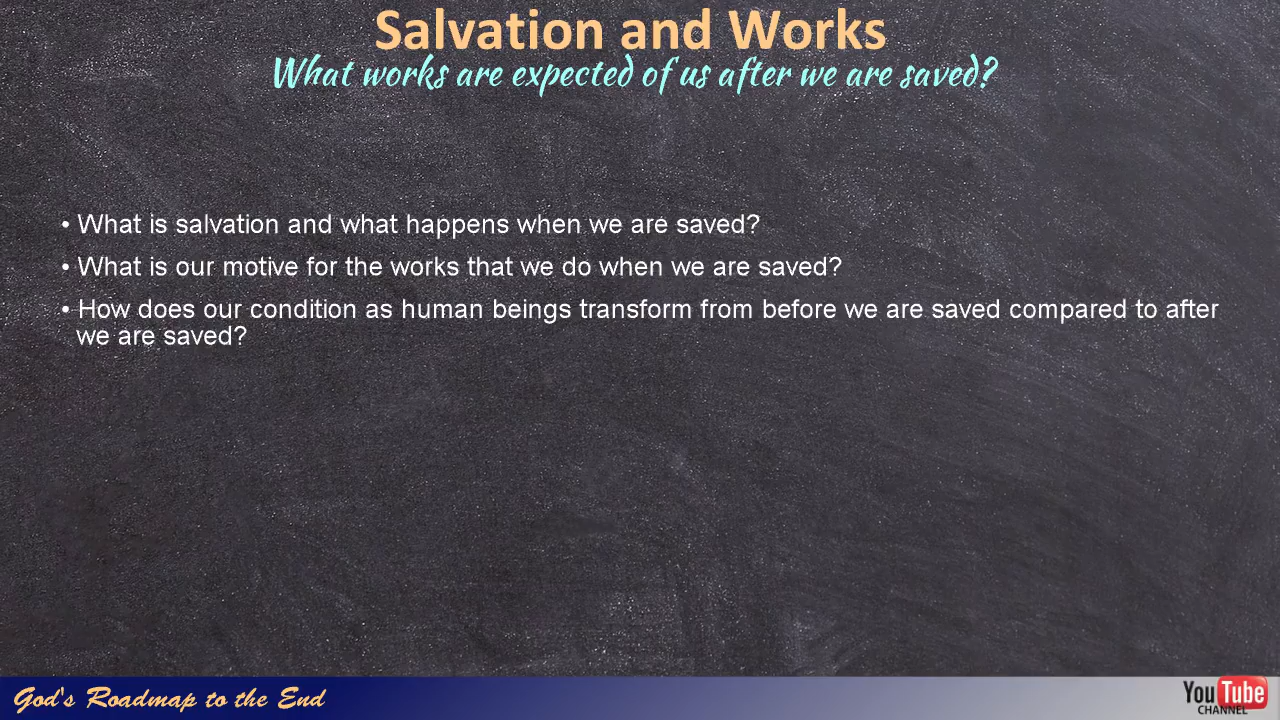 Salvation and Works
What works are expected of us after we are saved?
• What is salvation and what happens when we are saved?
• What is our motive for the works that we do when we are saved?
• How does our condition as human beings transform from before we are saved compared to after
we are saved?
God's Roadmap to the End
YouTube
CHANNEL